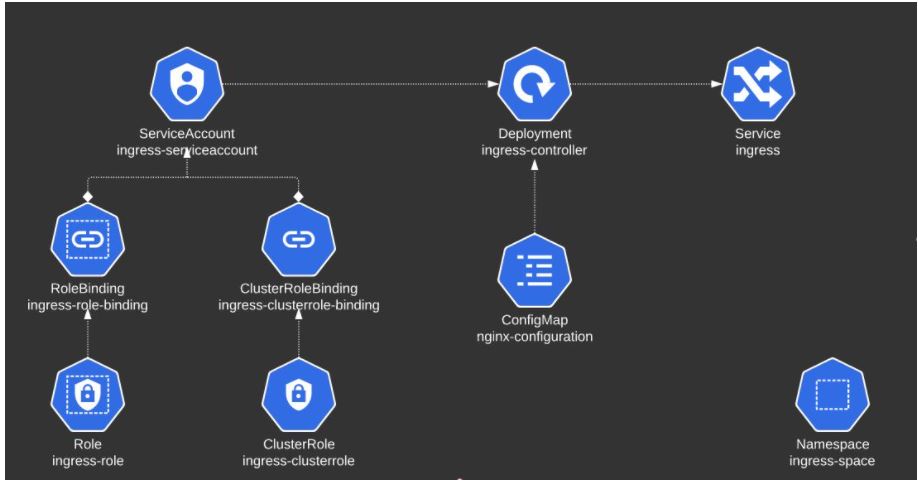 ServiceAccount
ingress-serviceaccount
Deployment
ingress-controller
Service
ingress
RoleBinding
ingress-role-binding
ClusterRoleBinding
ingress-clusterrole-binding
ConfigMap
nginx-configuration
Role
ingress-role
ClusterRole
ingress-clusterrole
Namespace
ingress-space